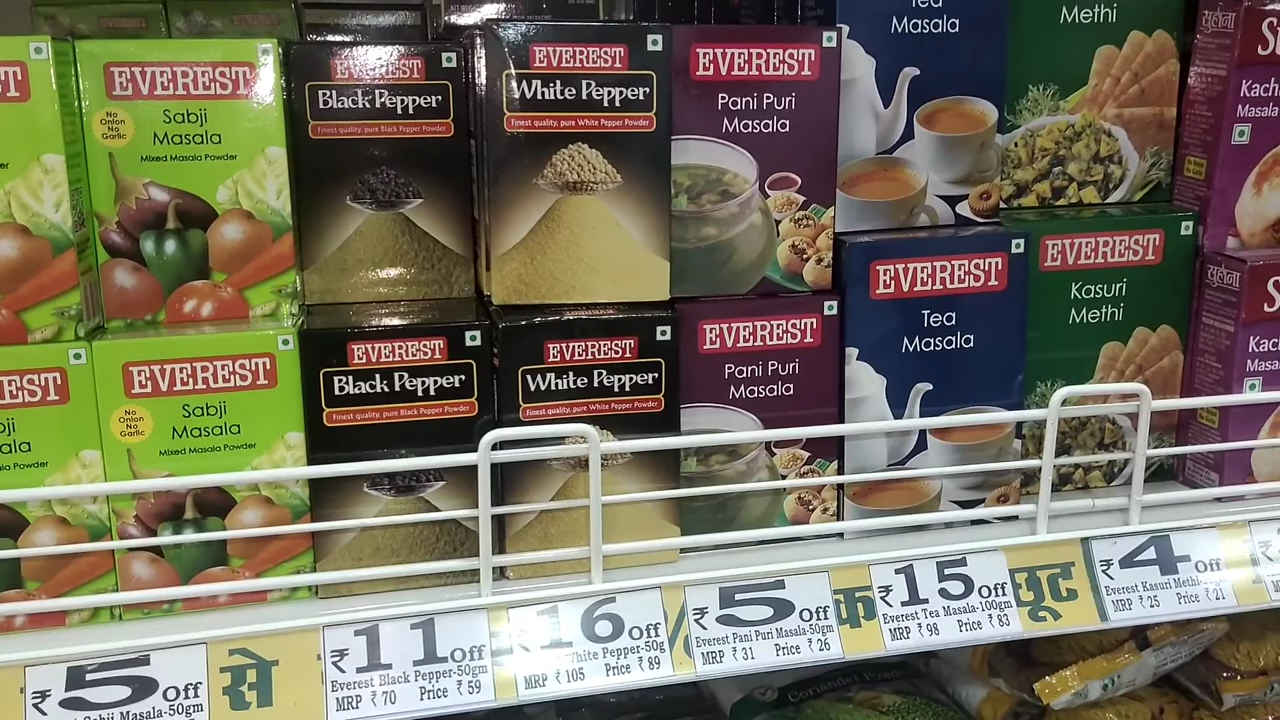 EVEREST
Sabji
Masala
Mixed Masala Powder
No
Onion
No
Garlic
EVEREST
Black Pepper
Finest quality, pure Black Pepper Powder
EVEREST
White Pepper
Finest quality, pure White Pepper Powder
EVEREST
Pani Puri
Masala
Tea
Masala
Methi
सुहाना
Masala
EVEREST
Sabji
Masala
Mixed Masala Powder
No
Onion
No
Garlic
EVEREST
Black Pepper
Finest quality, pure Black Pepper Powder
EVEREST
White Pepper
Finest quality, pure White Pepper Powder
EVEREST
Pani Puri
Masala
EVEREST
Tea
Masala
EVEREST
Kasuri
Methi
सुहाना
₹5 Off
Sabji Masala-50gm
से
₹11 Off
Everest Black Pepper-50gm
MRP ₹70 Price ₹59
16 Off
White Pepper-50g
MRP ₹105 Price ₹89
₹5 Off
Everest Pani Puri Masala-50gm
MRP ₹31 Price ₹26
₹15 Off
Everest Tea Masala-100gm
MRP ₹98 Price ₹83
छूट
₹4 Off
Everest Kasuri Methi
MRP ₹25 Price ₹21
Coriander Powder